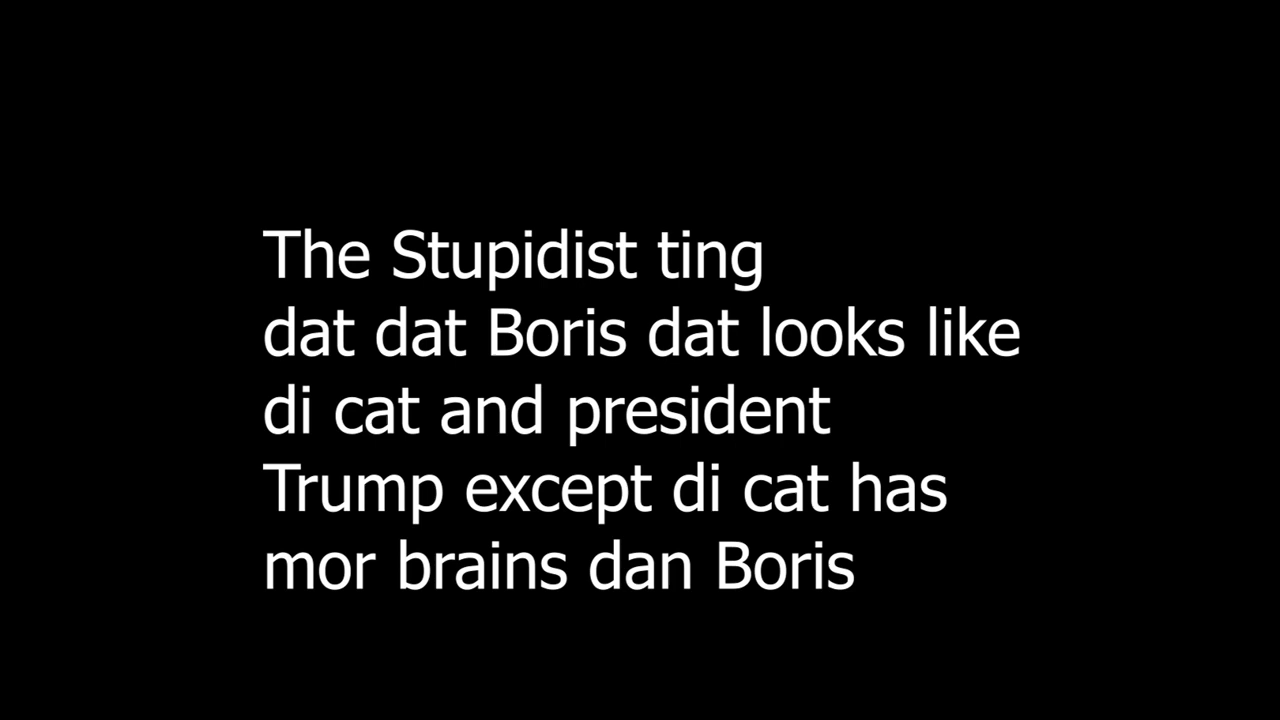 The Stupidist ting
dat dat Boris dat looks like
di cat and president
Trump except di cat has
mor brains dan Boris